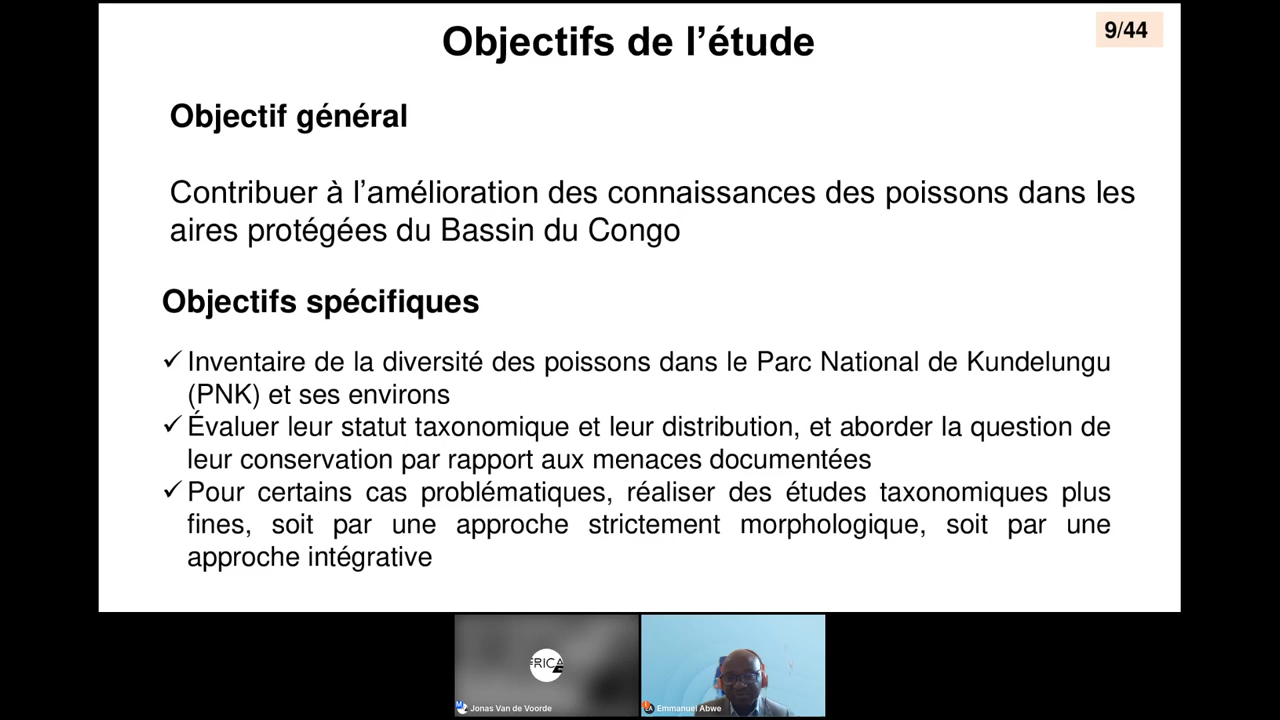 Objectifs de l’étude
9/44
Objectif général
Contribuer à l’amélioration des connaissances des poissons dans les
aires protégées du Bassin du Congo
Objectifs spécifiques
✓ Inventaire de la diversité des poissons dans le Parc National de Kundelungu
(PNK) et ses environs
✓ Évaluer leur statut taxonomique et leur distribution, et aborder la question de
leur conservation par rapport aux menaces documentées
✓ Pour certains cas problématiques, réaliser des études taxonomiques plus
fines, soit par une approche strictement morphologique, soit par une
approche intégrative
Jonas Van de Voorde
Emmanuel Abwe